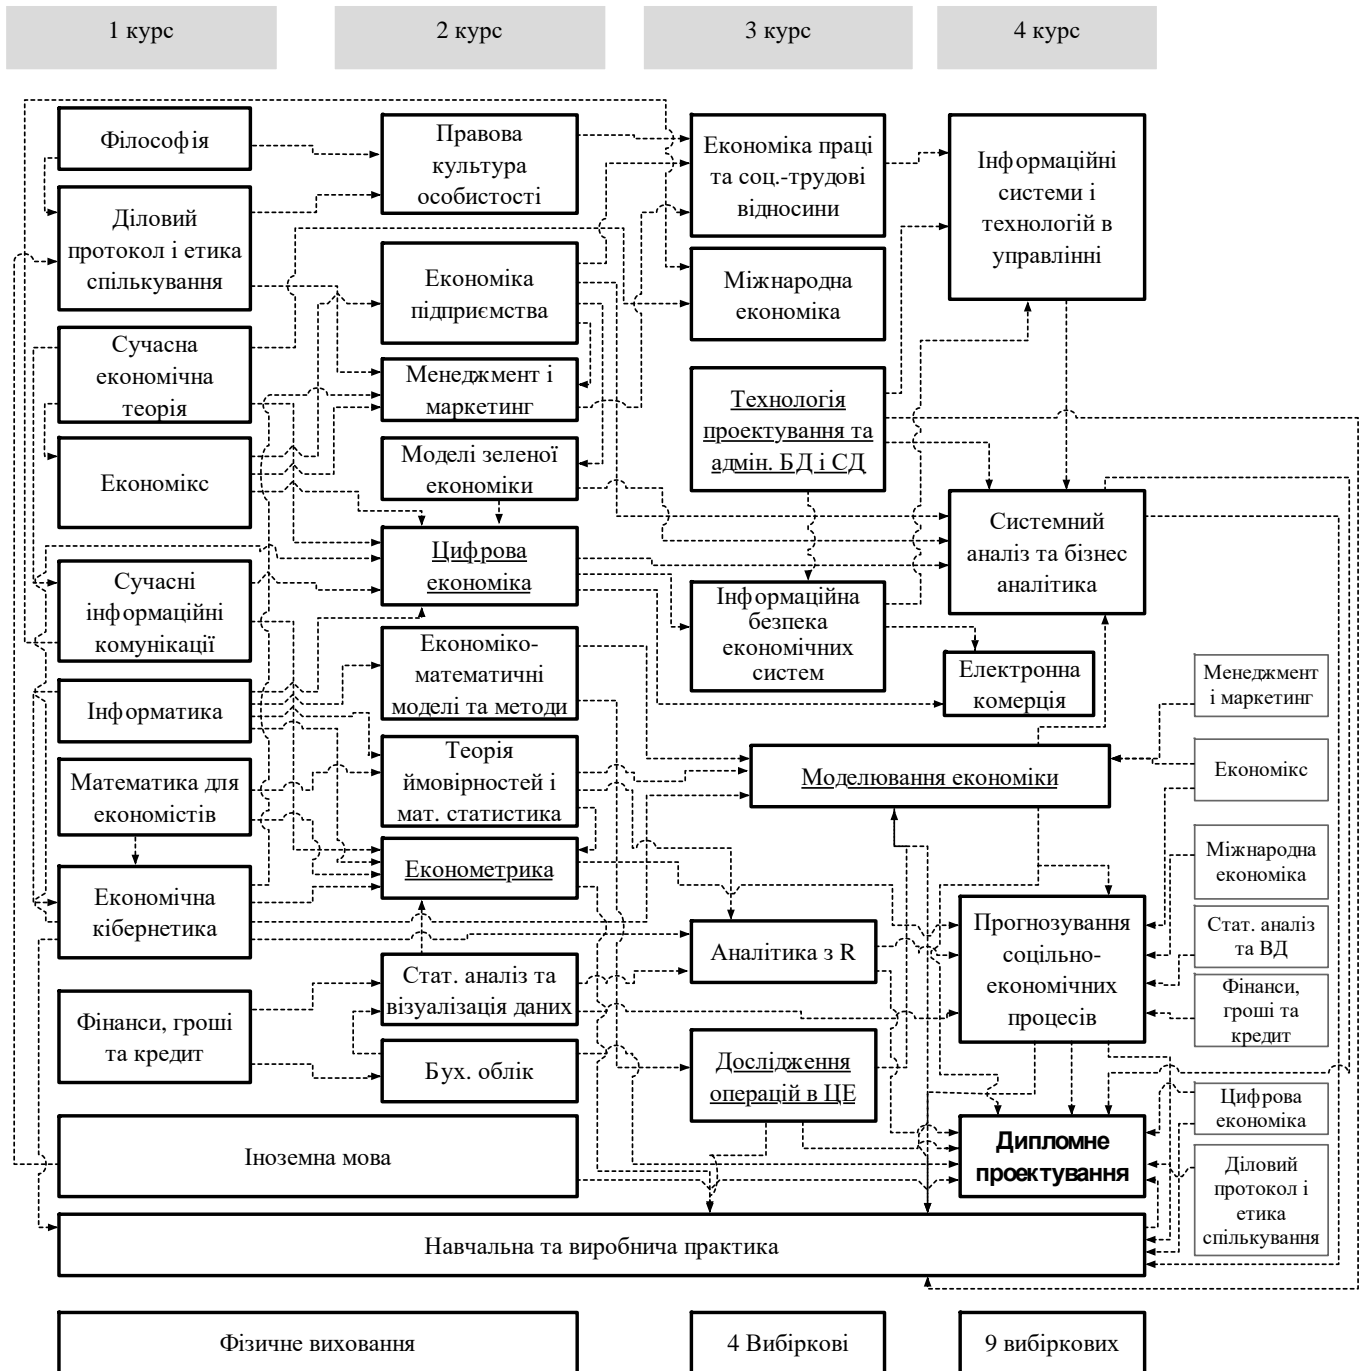 1 курс
2 курс
3 курс
4 курс
Філософія
Діловий
протокол і етика
спількування
Сучасна
економічна
теорія
Економікс
Сучасні
інформаційні
комунікації
Інформатика
Математика для
економістів
Економічна
кібернетика
Фінанси, гроші
та кредит
Іноземна мова
Навчальна та виробнича практика
Фізичне виховання
Правова
культура
особистості
Економіка
підприємства
Менеджмент і
маркетинг
Моделі зеленої
економіки
Цифрова
економіка
Економіко-
математичні
моделі та методи
Теорія
ймовірностей і
мат. статистика
Економетрика
Стат. аналіз та
візуалізація даних
Бух. облік
Економіка праці
та соц.-трудові
відносини
Міжнародна
економіка
Технологія
проектування та
адмін. БД і СД
Інформаційна
безпека
економічних
систем
Моделювання економіки
Аналітика з R
Дослідження
операцій в ЦЕ
4 Вибіркові
Інформаційні
системи і
технологій в
управлінні
Системний
аналіз та бізнес
аналітика
Електронна
комерція
Прогнозування
соцільно-
економічних
процесів
Дипломне
проектування
9 вибіркових
Менеджмент
і маркетинг
Економікс
Міжнародна
економіка
Стат. аналіз
та ВД
Фінанси,
гроші та
кредит
Цифрова
економіка
Діловий
протокол і
етика
спількування